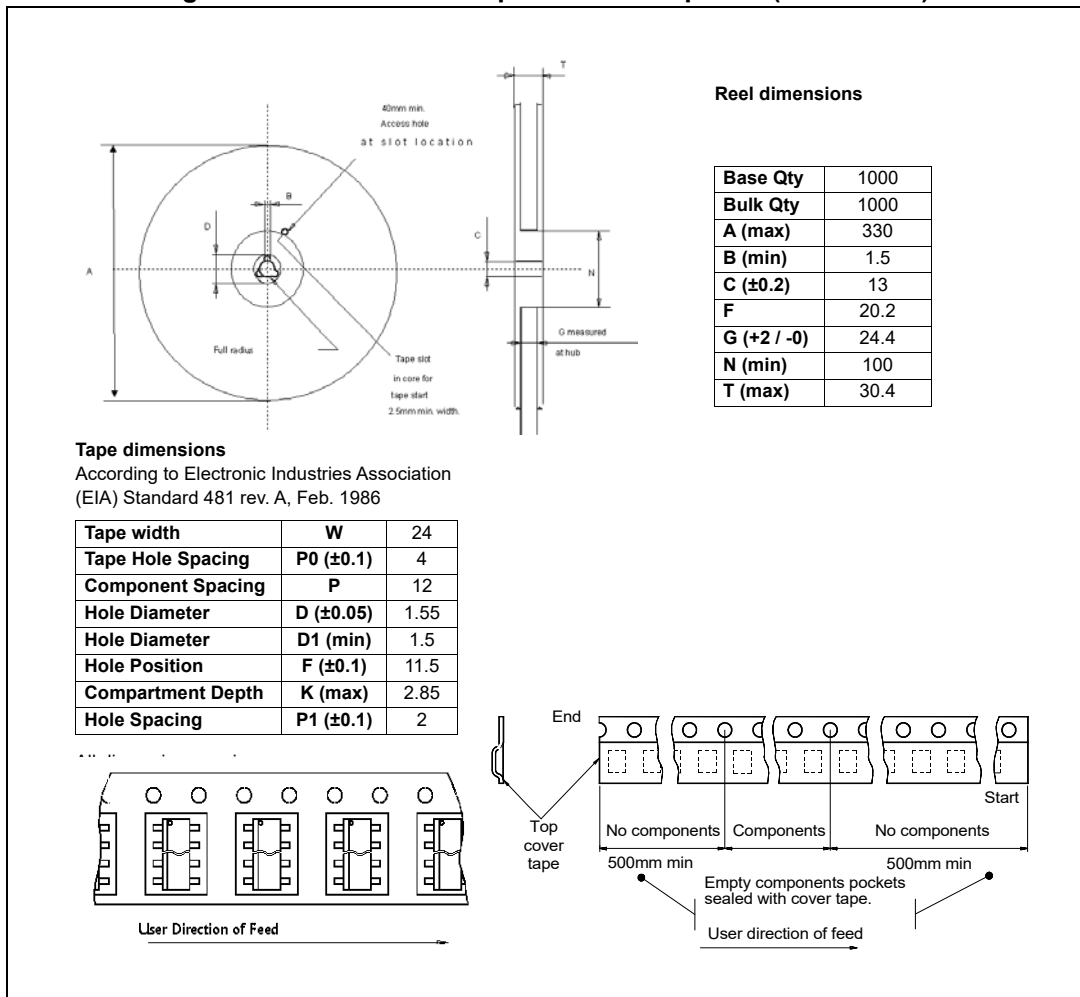 T
40mm min.
Access hole
at slot location
B
D
A
C
N
Full radius
Tape slot
in core for
tape start
2.5mm min. width.
G measured
at hub
Reel dimensions
Base Qty 1000
Bulk Qty 1000
A (max) 330
B (min) 1.5
C (±0.2) 13
F 20.2
G (+2 / -0) 24.4
N (min) 100
T (max) 30.4
Tape dimensions
According to Electronic Industries Association
(EIA) Standard 481 rev. A, Feb. 1986
Tape width W 24
Tape Hole Spacing P0 (±0.1) 4
Component Spacing P 12
Hole Diameter D (±0.05) 1.55
Hole Diameter D1 (min) 1.5
Hole Position F (±0.1) 11.5
Compartment Depth K (max) 2.85
Hole Spacing P1 (±0.1) 2
End
Start
Top
cover
tape
No components Components No components
500mm min 500mm min
Empty components pockets
sealed with cover tape.
User direction of feed
User Direction of Feed